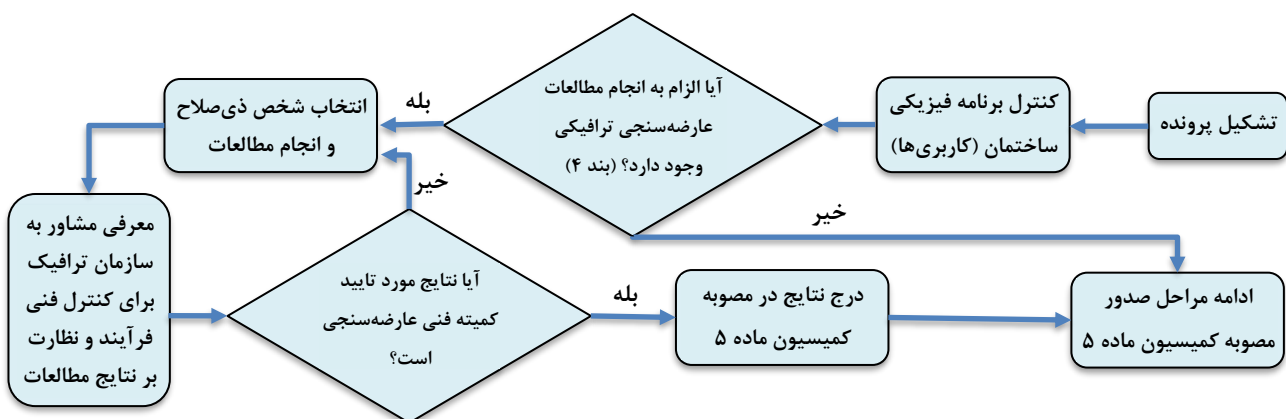 تشکیل پرونده
کنترل برنامه فیزیکی
ساختمان (کاربری‌ها)
آیا الزام به انجام مطالعات
عارضه‌سنجی ترافیکی
وجود دارد؟ (بند ۴)
بله
خیر
انتخاب شخص ذی‌صلاح
و انجام مطالعات
معرفی مشاور به
سازمان ترافیک
برای کنترل فنی
فرآیند و نظارت
بر نتایج مطالعات
آیا نتایج مورد تایید
کمیته فنی عارضه‌سنجی
است؟
خیر
بله
درج نتایج در مصوبه
کمیسیون ماده ۵
ادامه مراحل صدور
مصوبه کمیسیون ماده ۵